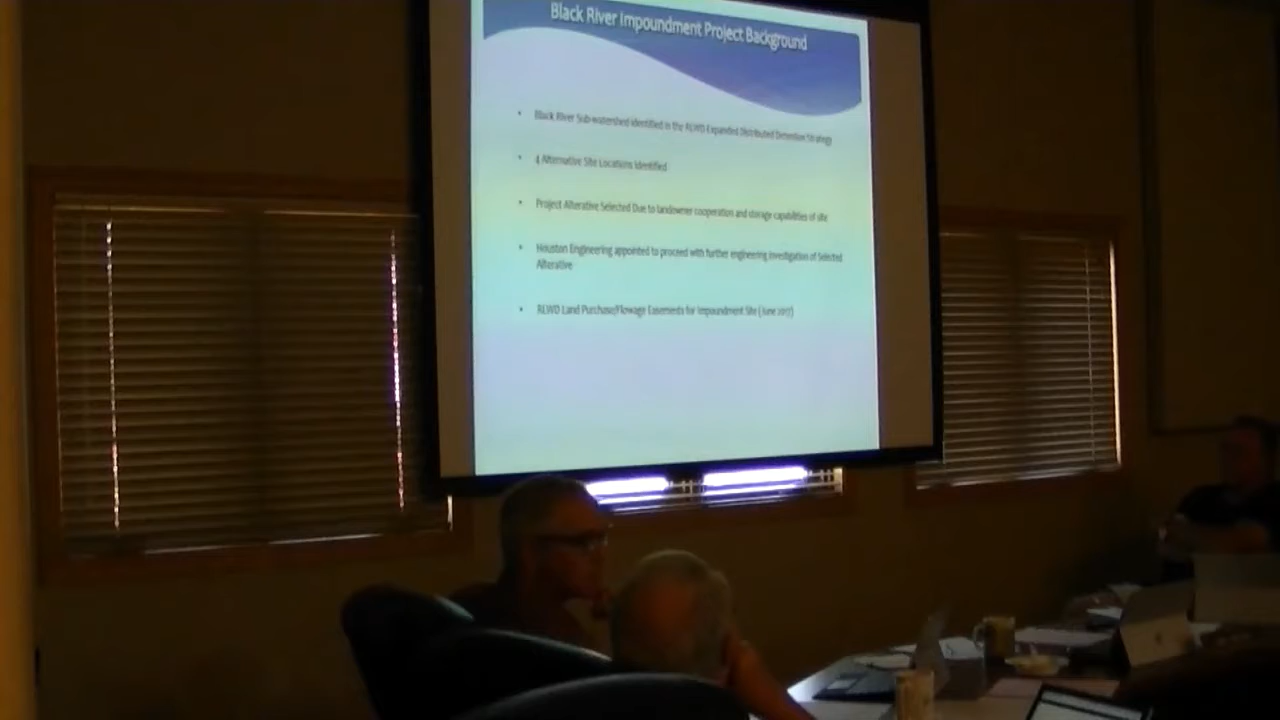 Black River Impoundment Project Background
• Black River Sub-watershed identified in the RLWD Expanded Distributed Detention Strategy
• 4 Alternative Site Locations Identified
• Project Alterative Selected Due to landowner cooperation and storage capabilities of site
• Houston Engineering appointed to proceed with further engineering investigation of Selected
Alterative
• RLWD Land Purchase/Flowage Easements for Impoundment Site (June 2017)